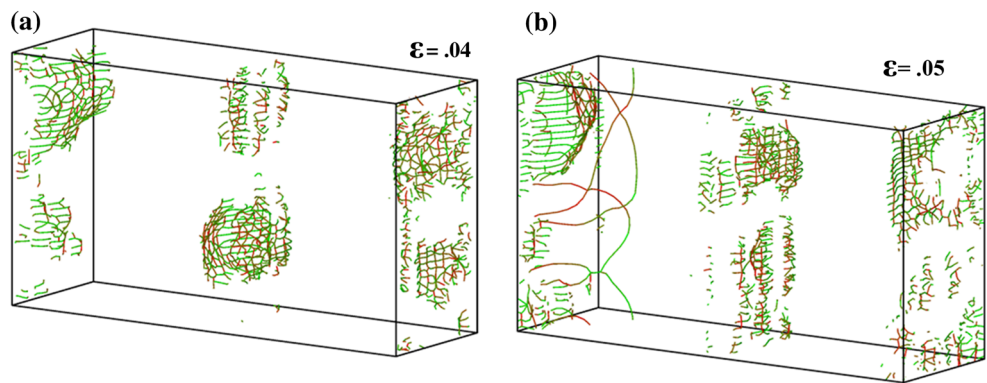 (a)
ε = .04
(b)
ε = .05